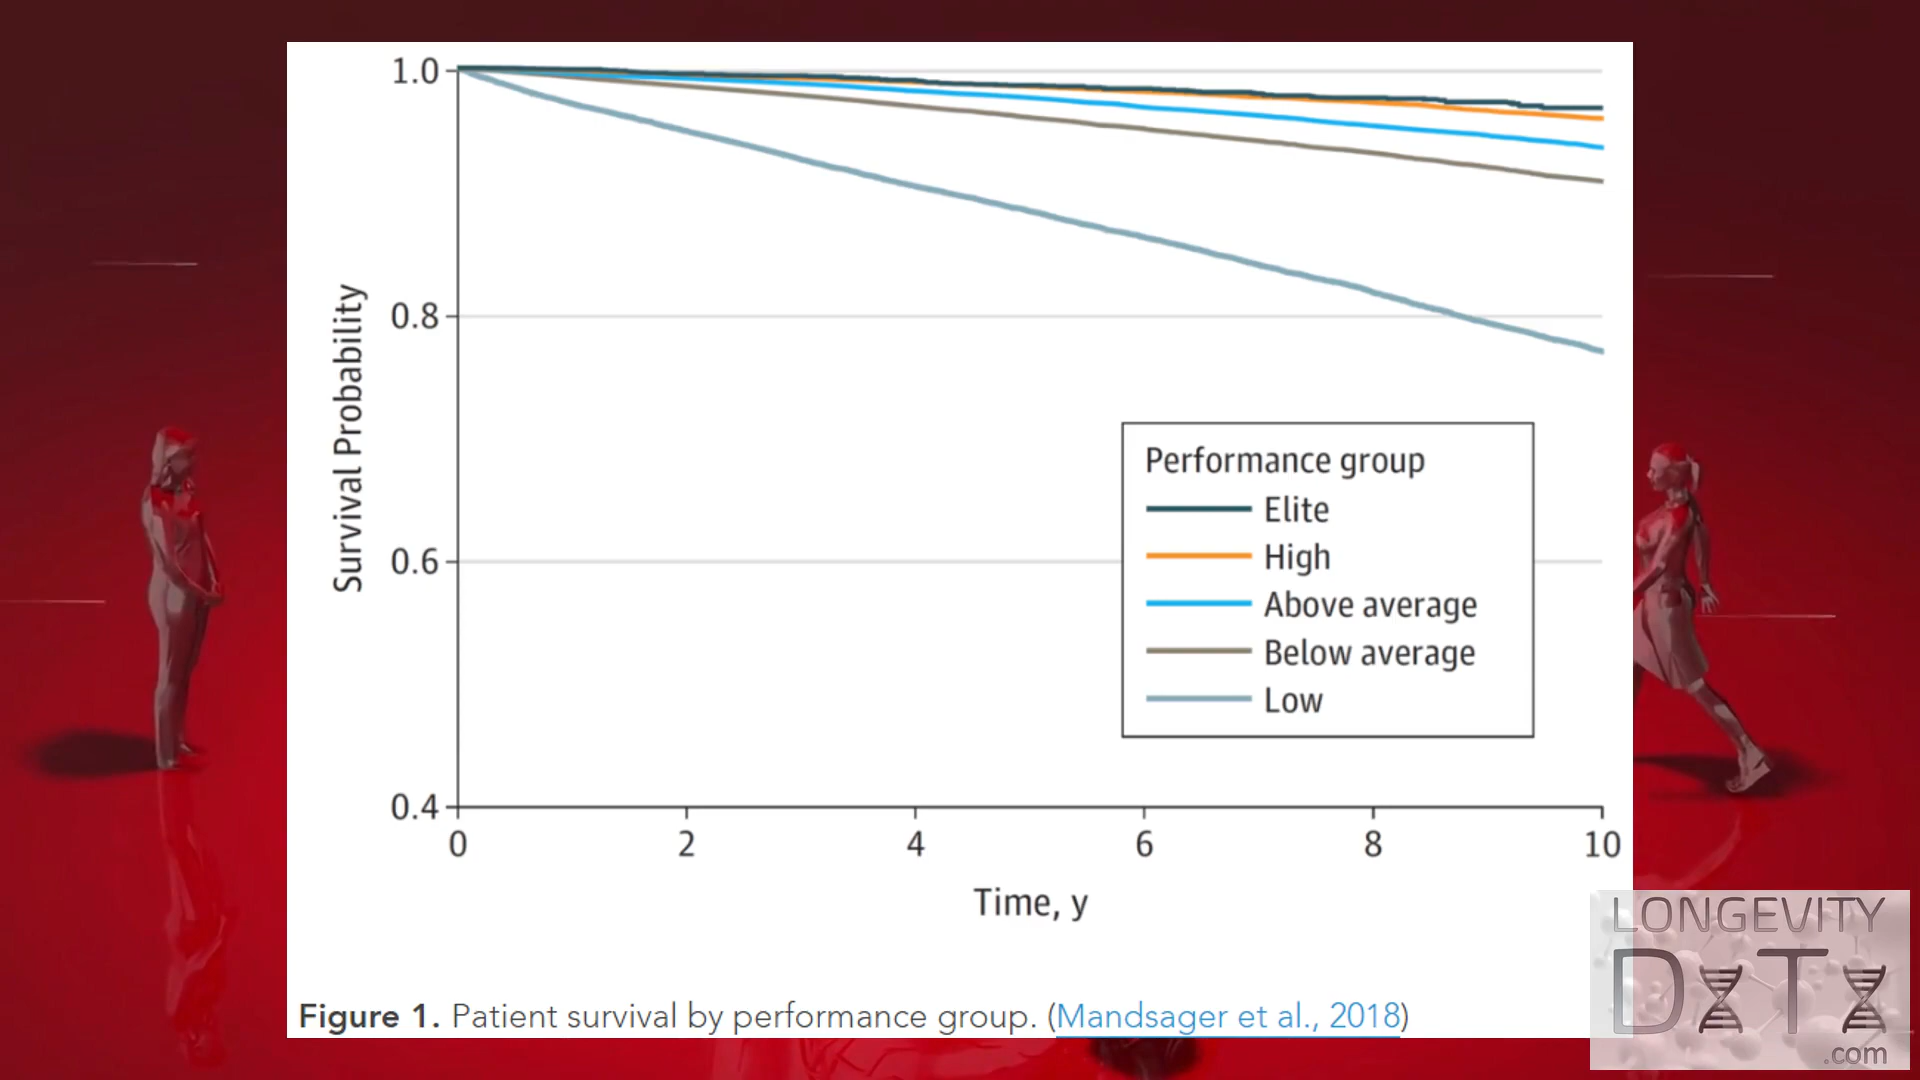 1.0
0.8
0.6
0.4
Survival Probability
Performance group
Elite
High
Above average
Below average
Low
0 2 4 6 8 10
Time, y
Figure 1. Patient survival by performance group. (Mandsager et al., 2018)
LONGEVITY
DATA
.com